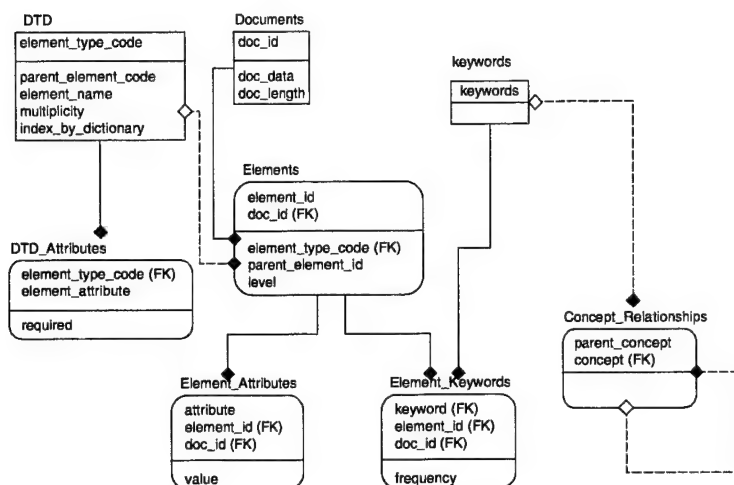 DTD
element_type_code
parent_element_code
element_name
multiplicity
index_by_dictionary
Documents
doc_id
doc_data
doc_length
keywords
keywords
Elements
element_id
doc_id (FK)
element_type_code (FK)
parent_element_id
level
DTD_Attributes
element_type_code (FK)
element_attribute
required
Concept_Relationships
parent_concept
concept (FK)
Element_Attributes
attribute
element_id (FK)
doc_id (FK)
value
Element_Keywords
keyword (FK)
element_id (FK)
doc_id (FK)
frequency